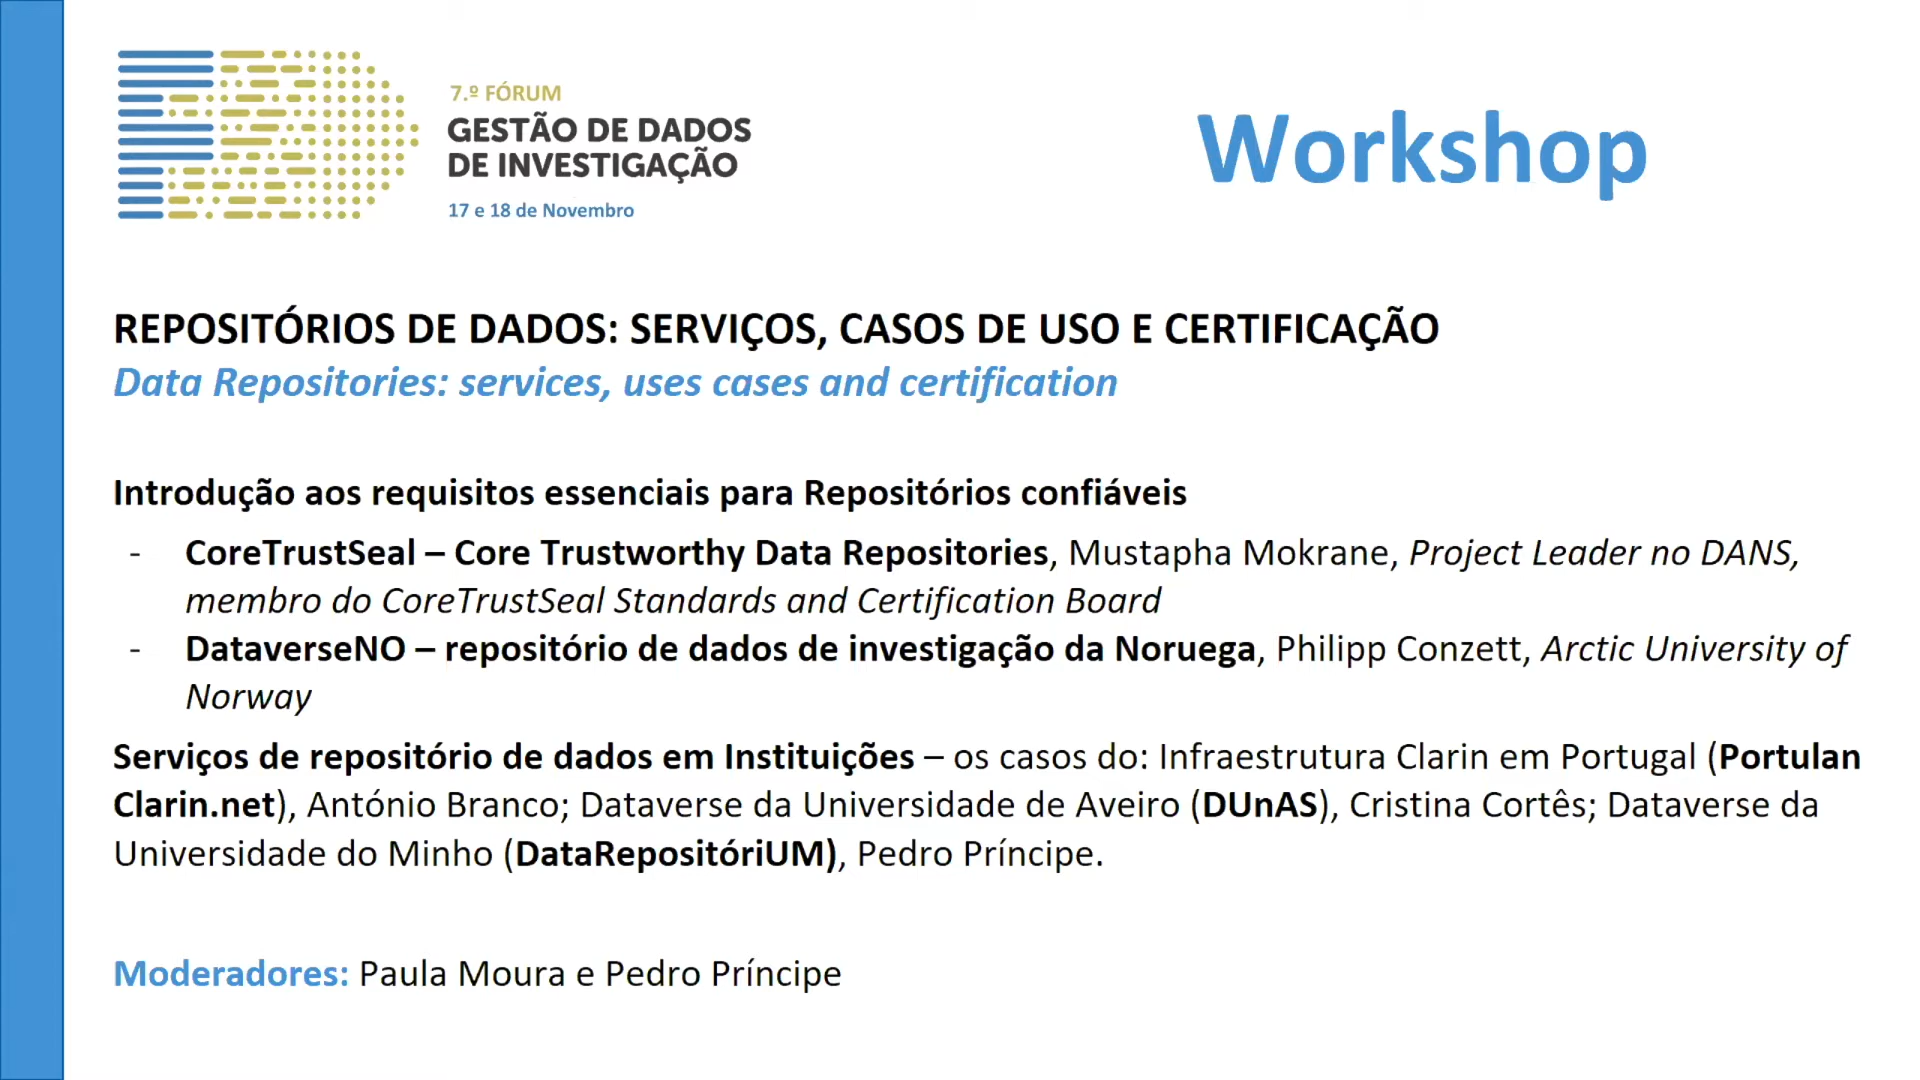 7.º FÓRUM
GESTÃO DE DADOS
DE INVESTIGAÇÃO
17 e 18 de Novembro
Workshop
REPOSITÓRIOS DE DADOS: SERVIÇOS, CASOS DE USO E CERTIFICAÇÃO
Data Repositories: services, uses cases and certification
Introdução aos requisitos essenciais para Repositórios confiáveis
- CoreTrustSeal – Core Trustworthy Data Repositories, Mustapha Mokrane, Project Leader no DANS,
membro do CoreTrustSeal Standards and Certification Board
- DataverseNO – repositório de dados de investigação da Noruega, Philipp Conzett, Arctic University of
Norway
Serviços de repositório de dados em Instituições – os casos do: Infraestrutura Clarin em Portugal (Portulan
Clarin.net), António Branco; Dataverse da Universidade de Aveiro (DUnAS), Cristina Cortês; Dataverse da
Universidade do Minho (DataRepositóriUM), Pedro Príncipe.
Moderadores: Paula Moura e Pedro Príncipe